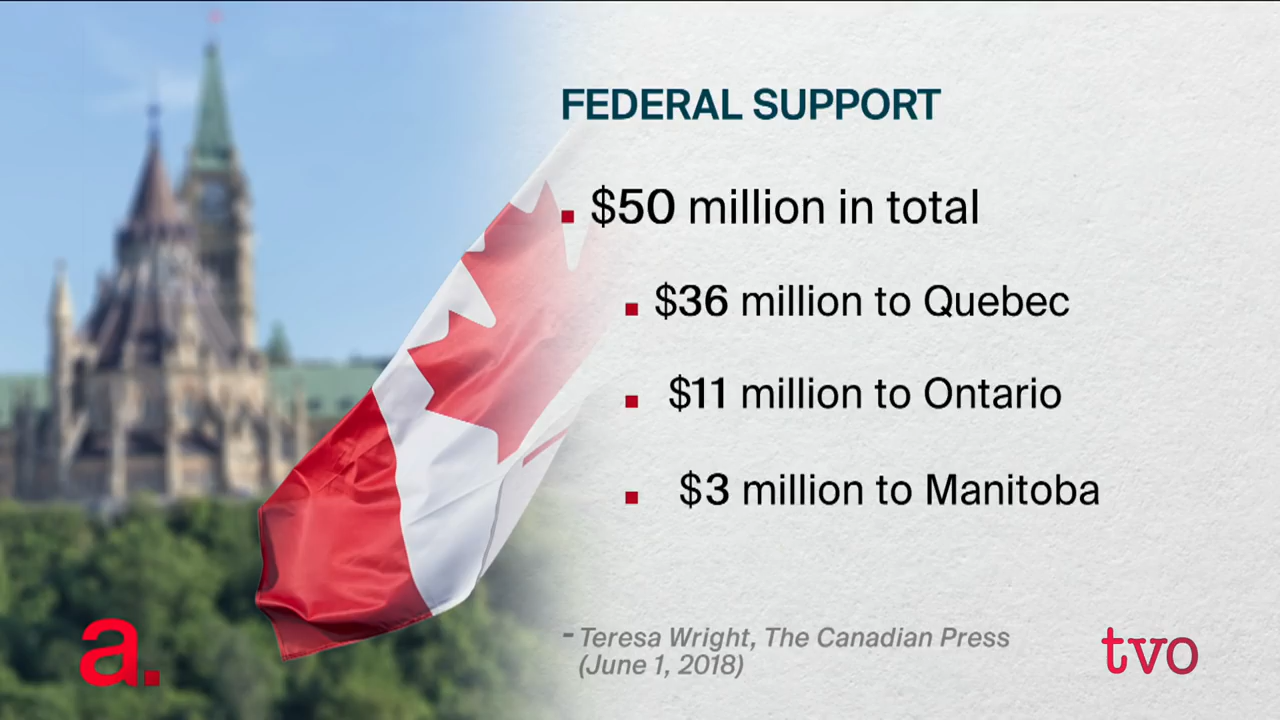 FEDERAL SUPPORT
$50 million in total
$36 million to Quebec
$11 million to Ontario
$3 million to Manitoba
- Teresa Wright, The Canadian Press
(June 1, 2018)
a.
tvo